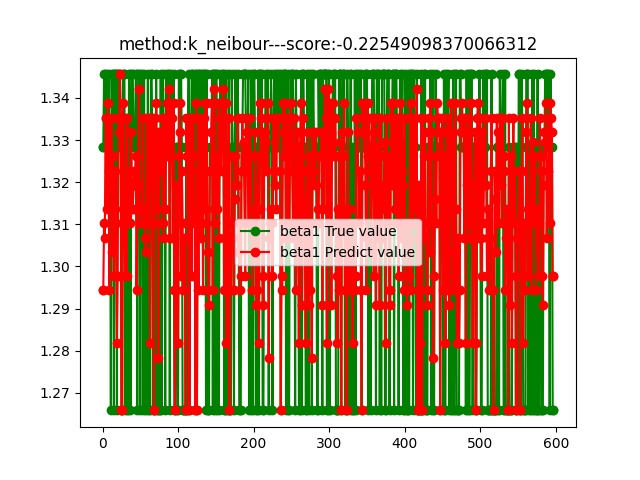 method:k_neibour---score:-0.22549098370066312
1.34
1.33
1.32
1.31
1.30
1.29
1.28
1.27
beta1 True value
beta1 Predict value
0 100 200 300 400 500 600